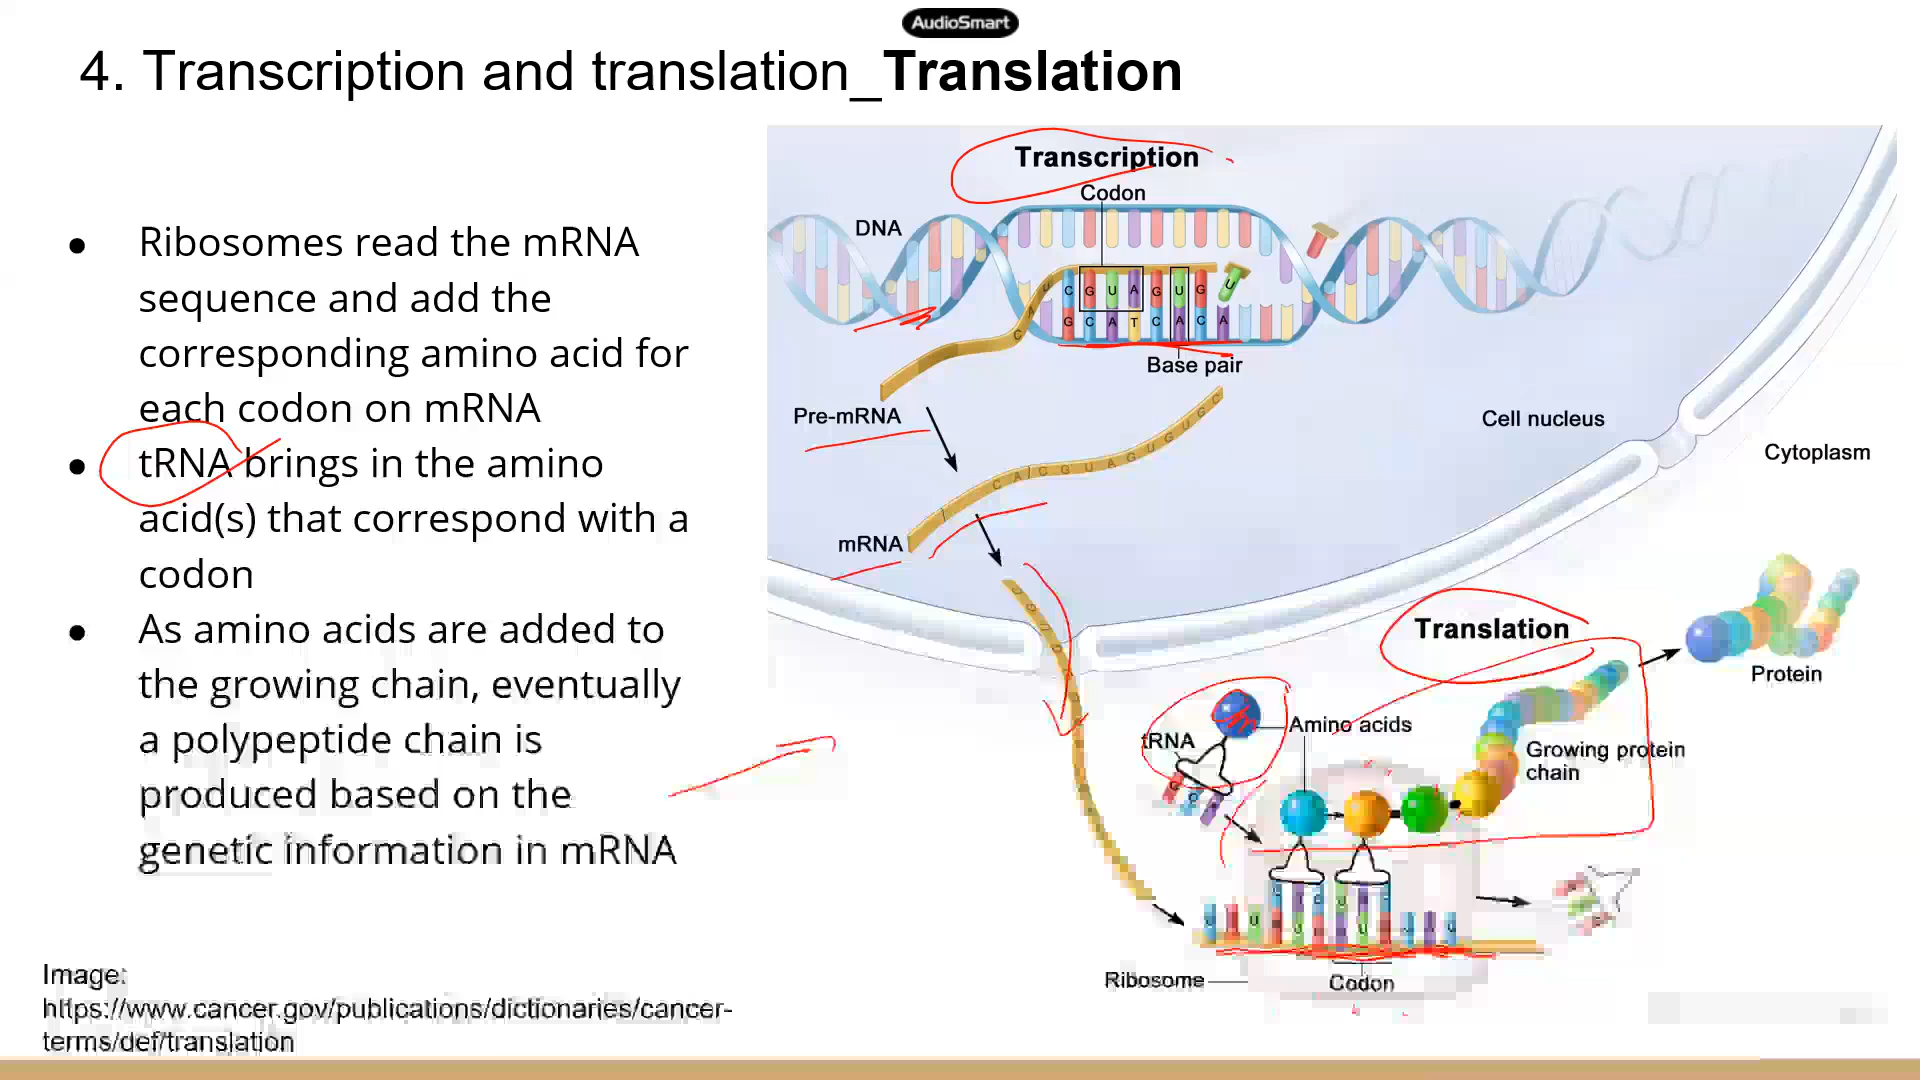 AudioSmart
4. Transcription and translation_Translation
● Ribosomes read the mRNA
sequence and add the
corresponding amino acid for
each codon on mRNA
● tRNA brings in the amino
acid(s) that correspond with a
codon
● As amino acids are added to
the growing chain, eventually
a polypeptide chain is
produced based on the
genetic information in mRNA
Image:
https://www.cancer.gov/publications/dictionaries/cancer-
terms/def/translation
Transcription
Codon
DNA
U C G U A G U G U
A C
G C A T C A C A
Base pair
Pre-mRNA
Cell nucleus
Cytoplasm
C A C G U A G U G U G C
mRNA
Translation
Protein
Amino acids
tRNA
Growing protein
chain
Ribosome
Codon